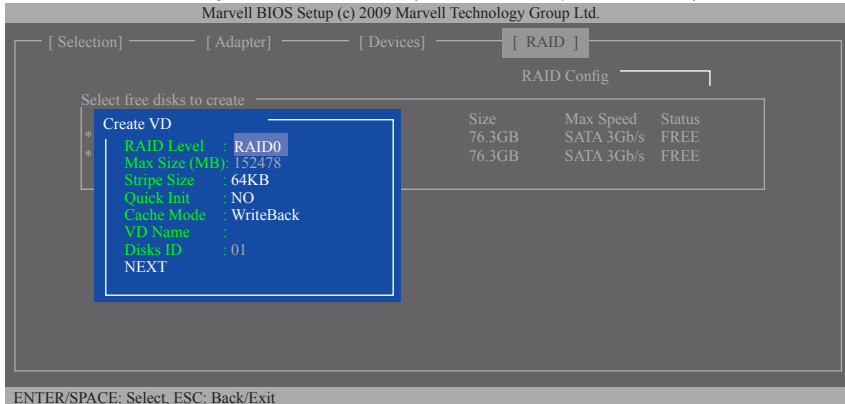 Marvell BIOS Setup (c) 2009 Marvell Technology Group Ltd.
[ Selection] [ Adapter] [ Devices] [ RAID ]
RAID Config
Select free disks to create
Size Max Speed Status
* 76.3GB SATA 3Gb/s FREE
* 76.3GB SATA 3Gb/s FREE
Create VD
RAID Level : RAID0
Max Size (MB): 152478
Stripe Size : 64KB
Quick Init : NO
Cache Mode : WriteBack
VD Name :
Disks ID : 01
NEXT
ENTER/SPACE: Select, ESC: Back/Exit